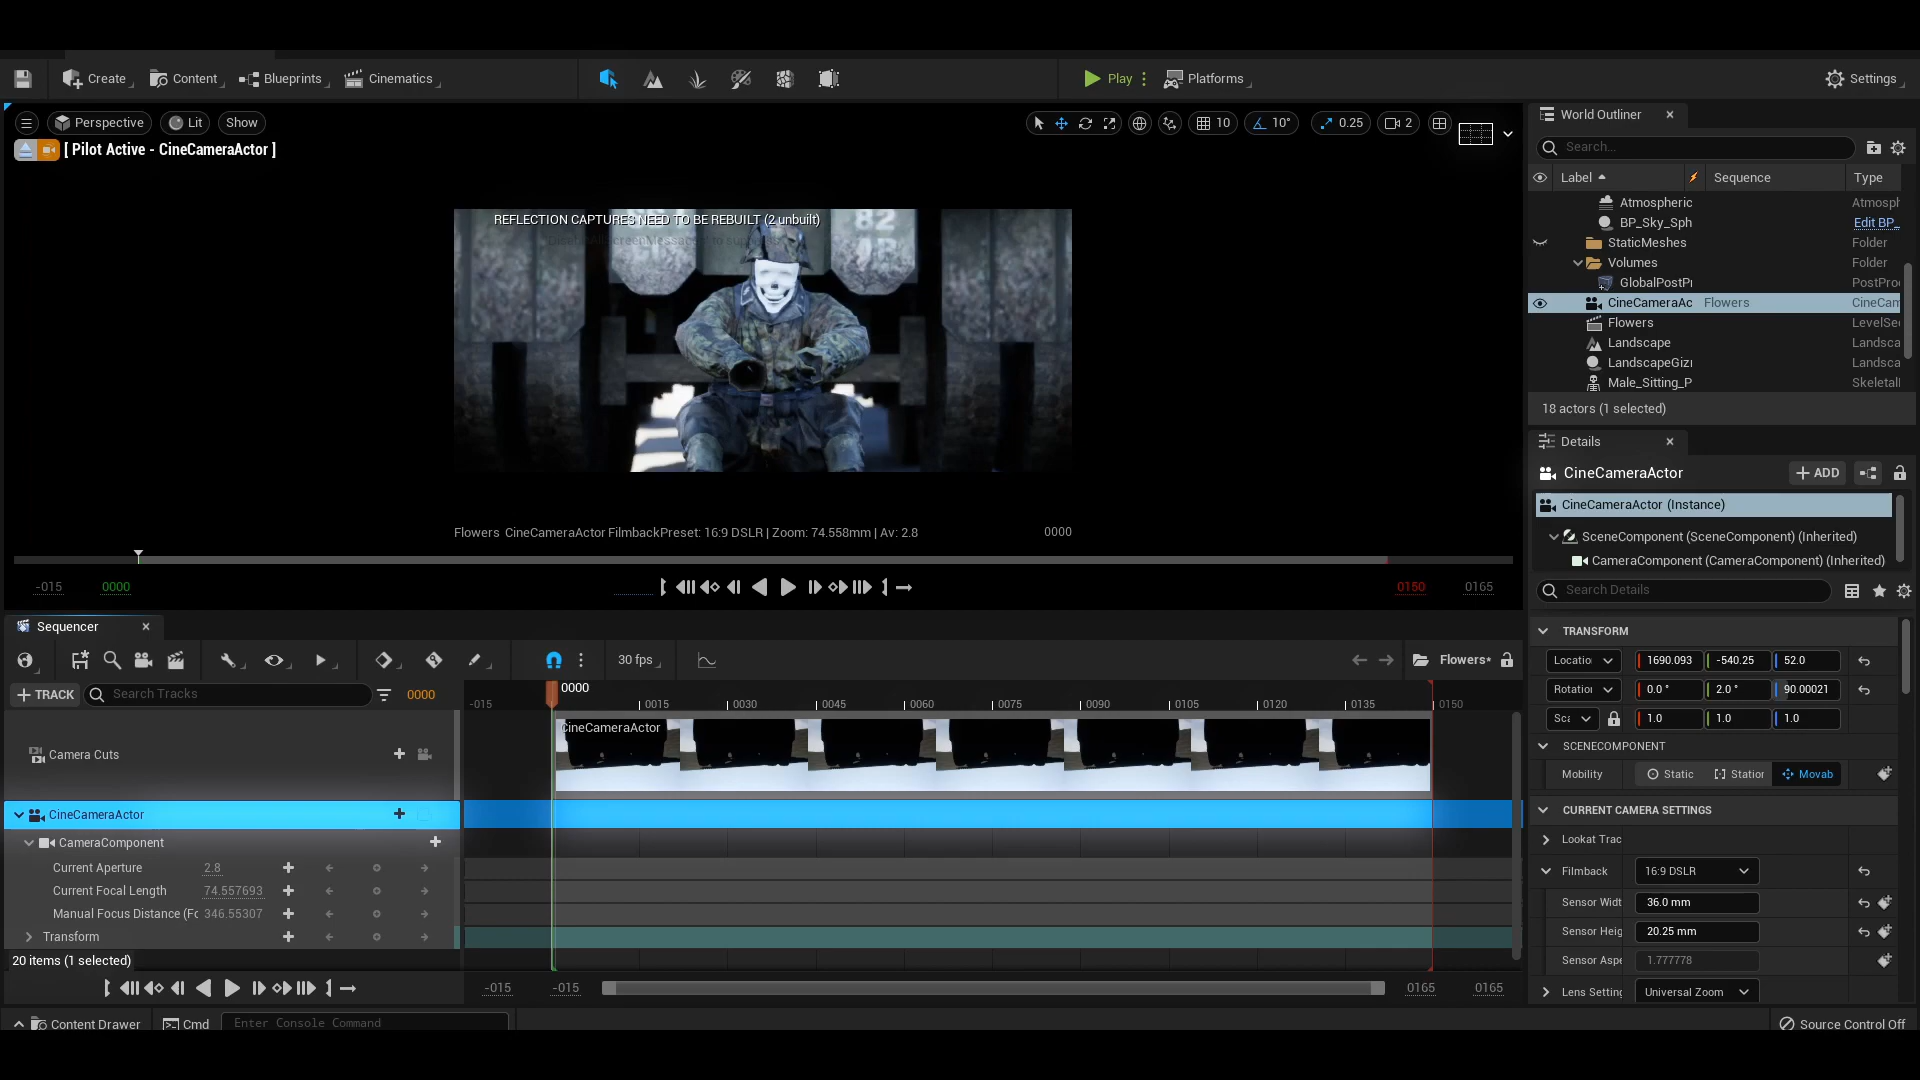 Create
Content
Blueprints
Cinematics
Play
Platforms
Settings
Perspective
Lit
Show
10
10°
0.25
2
[ Pilot Active - CineCameraActor ]
REFLECTION CAPTURES NEED TO BE REBUILT (2 unbuilt)
82
Flowers CineCameraActor FilmbackPreset: 16:9 DSLR | Zoom: 74.558mm | Av: 2.8
0000
-015
0000
0150
0165
World Outliner
Search...
Label
Sequence
Type
Atmospheric
Atmosph
BP_Sky_Sph
Edit BP_
StaticMeshes
Folder
Volumes
Folder
GlobalPostPr
PostProc
CineCameraAc
Flowers
CineCam
Flowers
LevelSec
Landscape
Landsca
LandscapeGizr
Landsca
Male_Sitting_P
Skeletall
18 actors (1 selected)
Details
CineCameraActor
ADD
CineCameraActor (Instance)
SceneComponent (SceneComponent) (Inherited)
CameraComponent (CameraComponent) (Inherited)
Search Details
TRANSFORM
Locatio
1690.093
-540.25
52.0
Rotatio
0.0 °
2.0 °
90.00021
Sca
1.0
1.0
1.0
SCENECOMPONENT
Mobility
Static
Station
Movab
CURRENT CAMERA SETTINGS
Lookat Trac
Filmback
16:9 DSLR
Sensor Widt
36.0 mm
Sensor Heig
20.25 mm
Sensor Aspe
1.777778
Lens Setting
Universal Zoom
Sequencer
30 fps
Flowers*
TRACK
Search Tracks
0000
-015
0000
0015
0030
0045
0060
0075
0090
0105
0120
0135
0150
Camera Cuts
CineCameraActor
CineCameraActor
CameraComponent
Current Aperture
2.8
Current Focal Length
74.557693
Manual Focus Distance (Fo
346.55307
Transform
20 items (1 selected)
-015
-015
0165
0165
Content Drawer
Cmd
Enter Console Command
Source Control Off